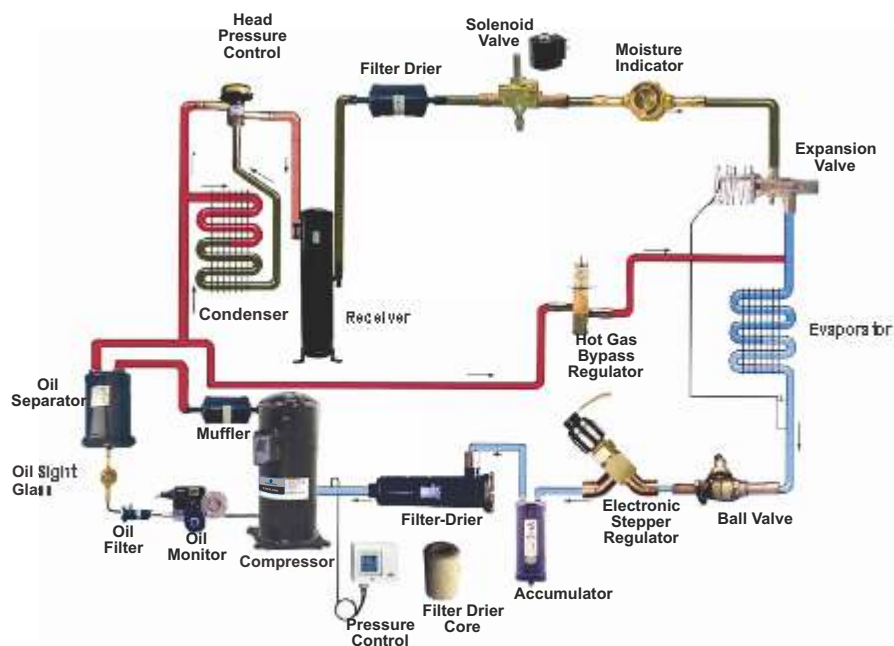 Head
Pressure
Control
Solenoid
Valve
Filter Drier
Moisture
Indicator
Expansion
Valve
Condenser
Receiver
Hot Gas
Bypass
Regulator
Evaporator
Oil
Separator
Muffler
Oil Sight
Glass
Oil
Filter
Oil
Monitor
Compressor
Filter-Drier
Electronic
Stepper
Regulator
Ball Valve
Accumulator
Pressure
Control
Filter Drier
Core